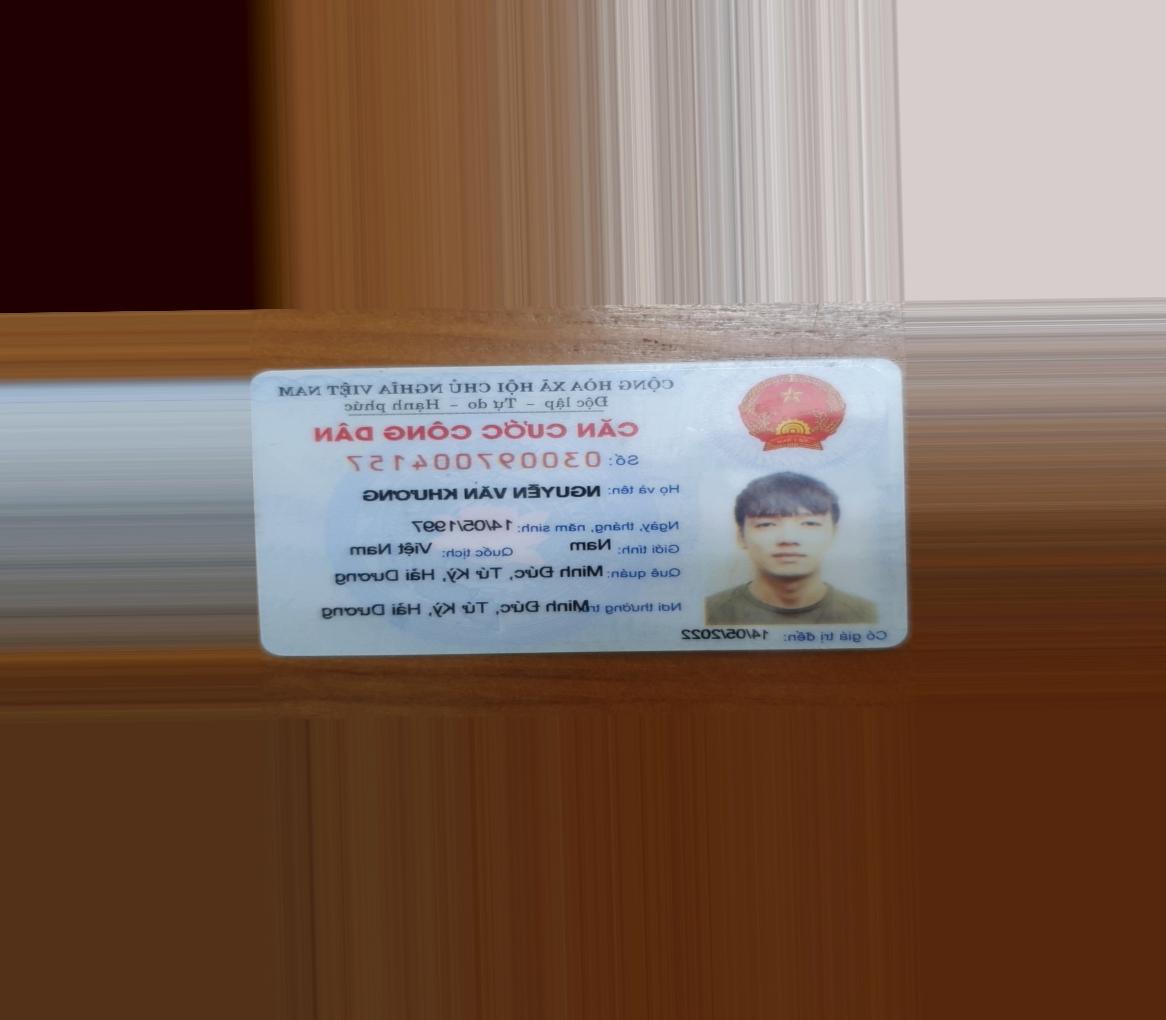 CỘNG HÒA XÃ HỘI CHỦ NGHĨA VIỆT NAM
Độc lập - Tự do - Hạnh phúc
CĂN CƯỚC CÔNG DÂN
Số: 030097004157
Họ và tên: NGUYỄN VĂN KHƯƠNG
Ngày, tháng, năm sinh: 14/05/1997
Giới tính: Nam Quốc tịch: Việt Nam
Quê quán: Minh Đức, Tứ Kỳ, Hải Dương
Nơi thường tr Minh Đức, Tứ Kỳ, Hải Dương
Có giá trị đến: 14/05/2022